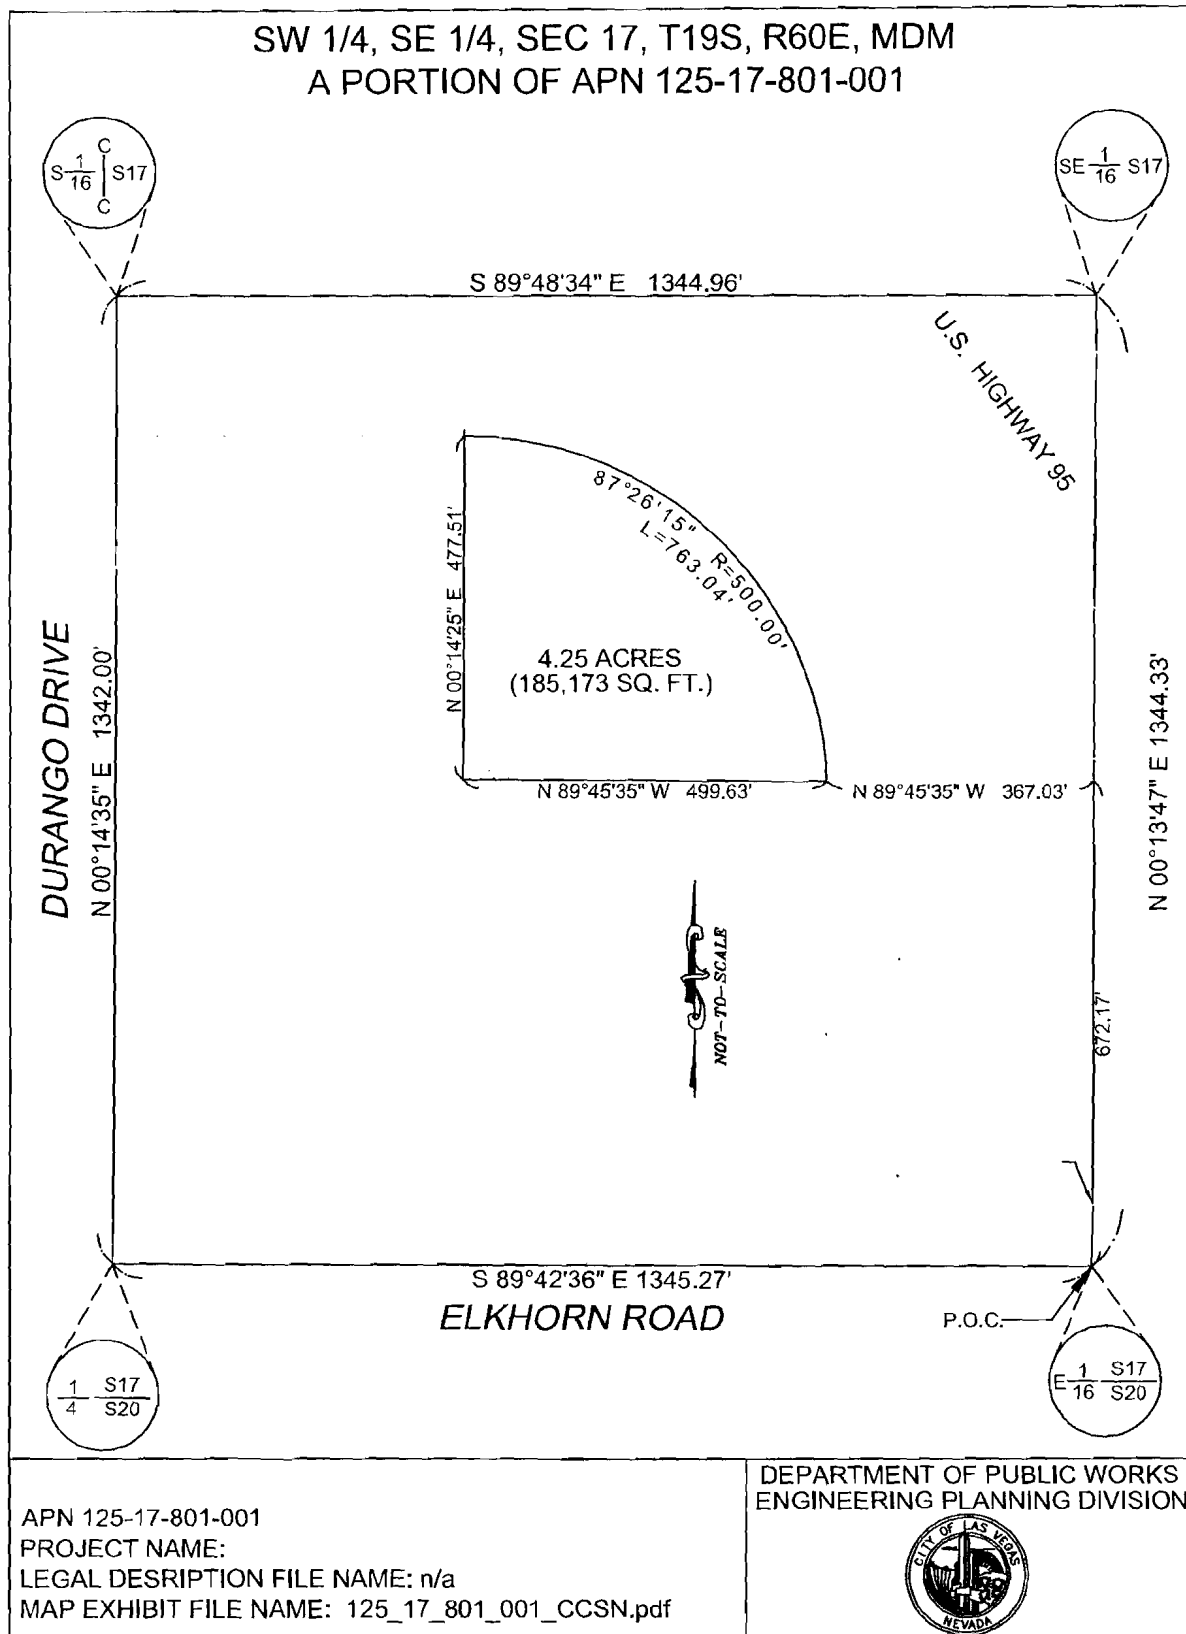 SW 1/4, SE 1/4, SEC 17, T19S, R60E, MDM
A PORTION OF APN 125-17-801-001
S 1/16 C C S17
SE 1/16 S17
S 89°48'34" E 1344.96'
U.S. HIGHWAY 95
87°26'15" R=500.00'
L=763.04'
N 00°14'25" E 477.51'
4.25 ACRES
(185,173 SQ. FT.)
DURANGO DRIVE
N 00°14'35" E 1342.00'
N 00°13'47" E 1344.33'
N 89°45'35" W 499.63'
N 89°45'35" W 367.03'
NOT-TO-SCALE
672.17'
S 89°42'36" E 1345.27'
ELKHORN ROAD
P.O.C.
1/4 S17/S20
E 1/16 S17/S20
APN 125-17-801-001
PROJECT NAME:
LEGAL DESRIPTION FILE NAME: n/a
MAP EXHIBIT FILE NAME: 125_17_801_001_CCSN.pdf
DEPARTMENT OF PUBLIC WORKS
ENGINEERING PLANNING DIVISION
CITY OF LAS VEGAS
NEVADA